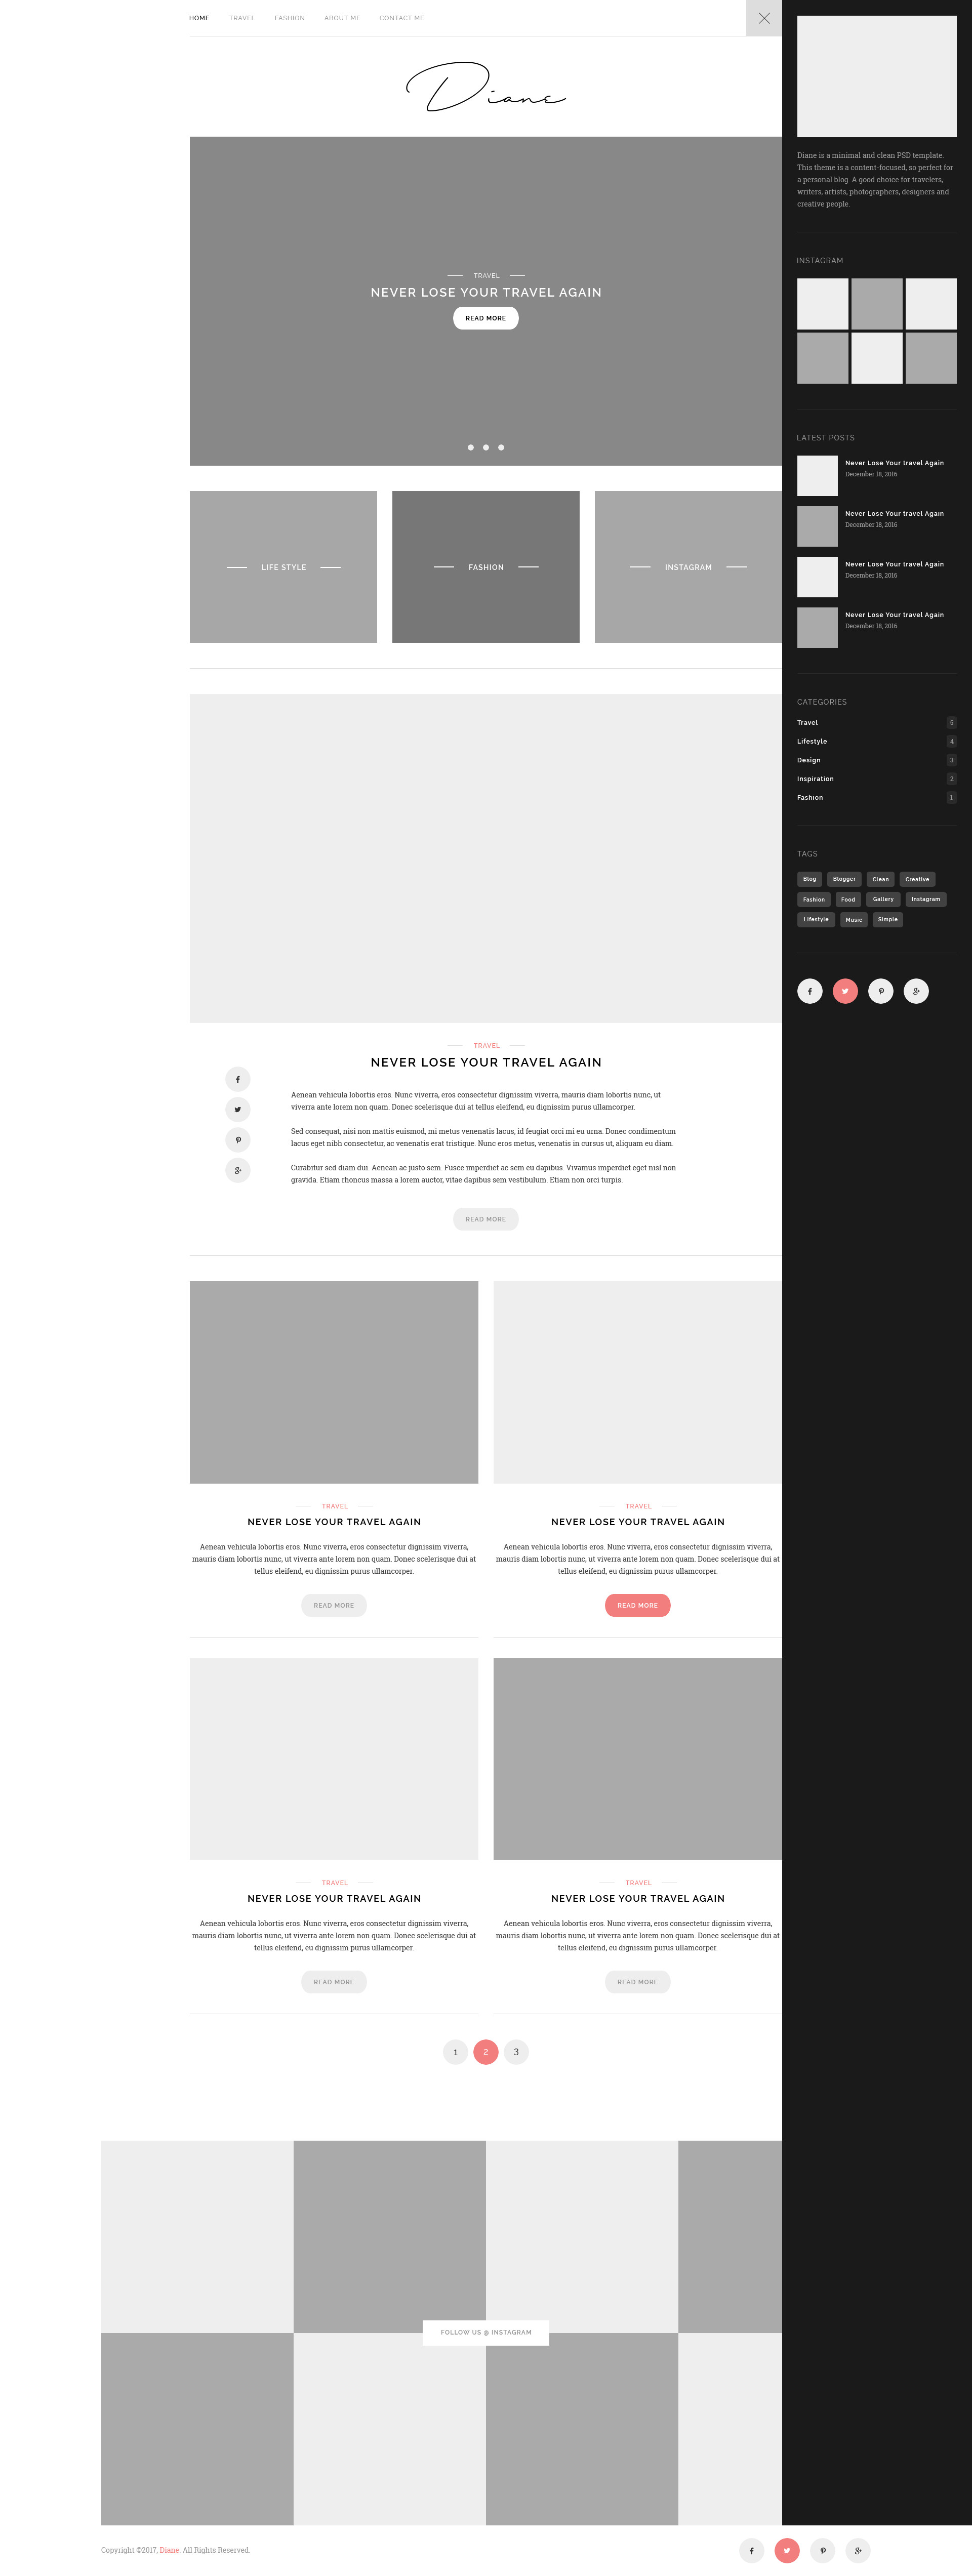 HOME TRAVEL FASHION ABOUT ME CONTACT ME
Diane
TRAVEL
NEVER LOSE YOUR TRAVEL AGAIN
READ MORE
LIFE STYLE
FASHION
INSTAGRAM
TRAVEL
NEVER LOSE YOUR TRAVEL AGAIN
Aenean vehicula lobortis eros. Nunc viverra, eros consectetur dignissim viverra, mauris diam lobortis nunc, ut
viverra ante lorem non quam. Donec scelerisque dui at tellus eleifend, eu dignissim purus ullamcorper.
Sed consequat, nisi non mattis euismod, mi metus venenatis lacus, id feugiat orci mi eu urna. Donec condimentum
lacus eget nibh consectetur, ac venenatis erat tristique. Nunc eros metus, venenatis in cursus ut, aliquam eu diam.
Curabitur sed diam dui. Aenean ac justo sem. Fusce imperdiet ac sem eu dapibus. Vivamus imperdiet eget nisl non
gravida. Etiam rhoncus massa a lorem auctor, vitae dapibus sem vestibulum. Etiam non orci turpis.
READ MORE
TRAVEL
NEVER LOSE YOUR TRAVEL AGAIN
Aenean vehicula lobortis eros. Nunc viverra, eros consectetur dignissim viverra,
mauris diam lobortis nunc, ut viverra ante lorem non quam. Donec scelerisque dui at
tellus eleifend, eu dignissim purus ullamcorper.
READ MORE
TRAVEL
NEVER LOSE YOUR TRAVEL AGAIN
Aenean vehicula lobortis eros. Nunc viverra, eros consectetur dignissim viverra,
mauris diam lobortis nunc, ut viverra ante lorem non quam. Donec scelerisque dui at
tellus eleifend, eu dignissim purus ullamcorper.
READ MORE
TRAVEL
NEVER LOSE YOUR TRAVEL AGAIN
Aenean vehicula lobortis eros. Nunc viverra, eros consectetur dignissim viverra,
mauris diam lobortis nunc, ut viverra ante lorem non quam. Donec scelerisque dui at
tellus eleifend, eu dignissim purus ullamcorper.
READ MORE
TRAVEL
NEVER LOSE YOUR TRAVEL AGAIN
Aenean vehicula lobortis eros. Nunc viverra, eros consectetur dignissim viverra,
mauris diam lobortis nunc, ut viverra ante lorem non quam. Donec scelerisque dui at
tellus eleifend, eu dignissim purus ullamcorper.
READ MORE
1 2 3
FOLLOW US @ INSTAGRAM
Diane is a minimal and clean PSD template.
This theme is a content-focused, so perfect for
a personal blog. A good choice for travelers,
writers, artists, photographers, designers and
creative people.
INSTAGRAM
LATEST POSTS
Never Lose Your travel Again
December 18, 2016
Never Lose Your travel Again
December 18, 2016
Never Lose Your travel Again
December 18, 2016
Never Lose Your travel Again
December 18, 2016
CATEGORIES
Travel 5
Lifestyle 4
Design 3
Inspiration 2
Fashion 1
TAGS
Blog Blogger Clean Creative
Fashion Food Gallery Instagram
Lifestyle Music Simple
Copyright ©2017, Diane. All Rights Reserved.